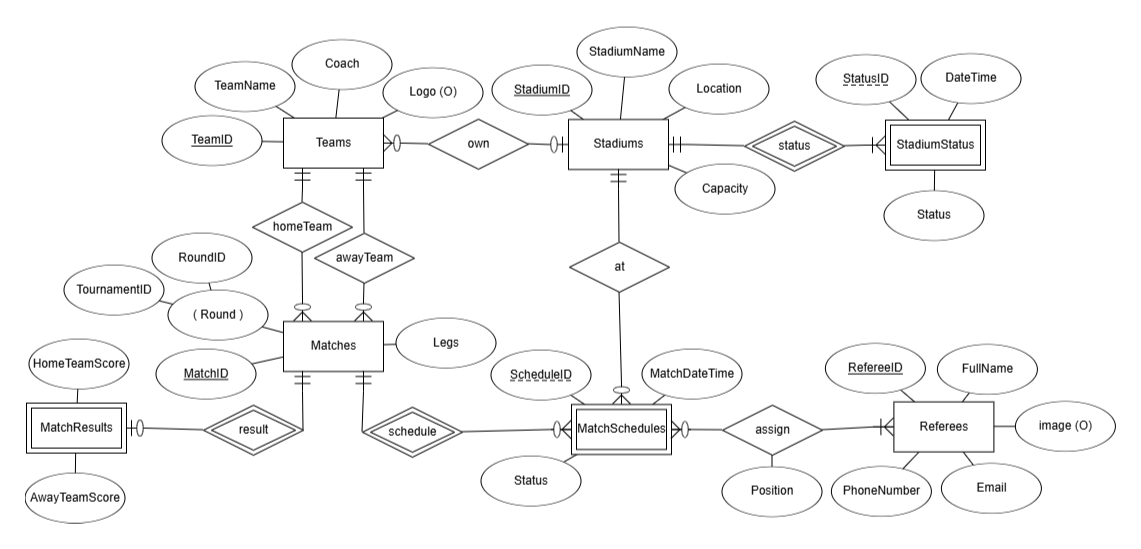 StadiumName
Coach
TeamName
Logo (O)
StadiumID
Location
StatusID
DateTime
TeamID
Teams
own
Stadiums
status
StadiumStatus
Capacity
Status
homeTeam
awayTeam
at
RoundID
TournamentID
( Round )
Matches
Legs
MatchID
HomeTeamScore
ScheduleID
MatchDateTime
RefereeID
FullName
MatchResults
result
schedule
MatchSchedules
assign
Referees
image (O)
Status
Position
PhoneNumber
Email
AwayTeamScore